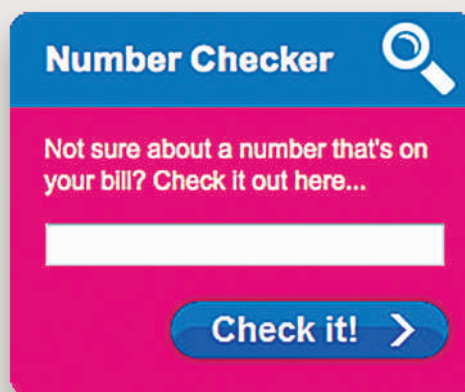 Number Checker
Not sure about a number that's on
your bill? Check it out here...
Check it!